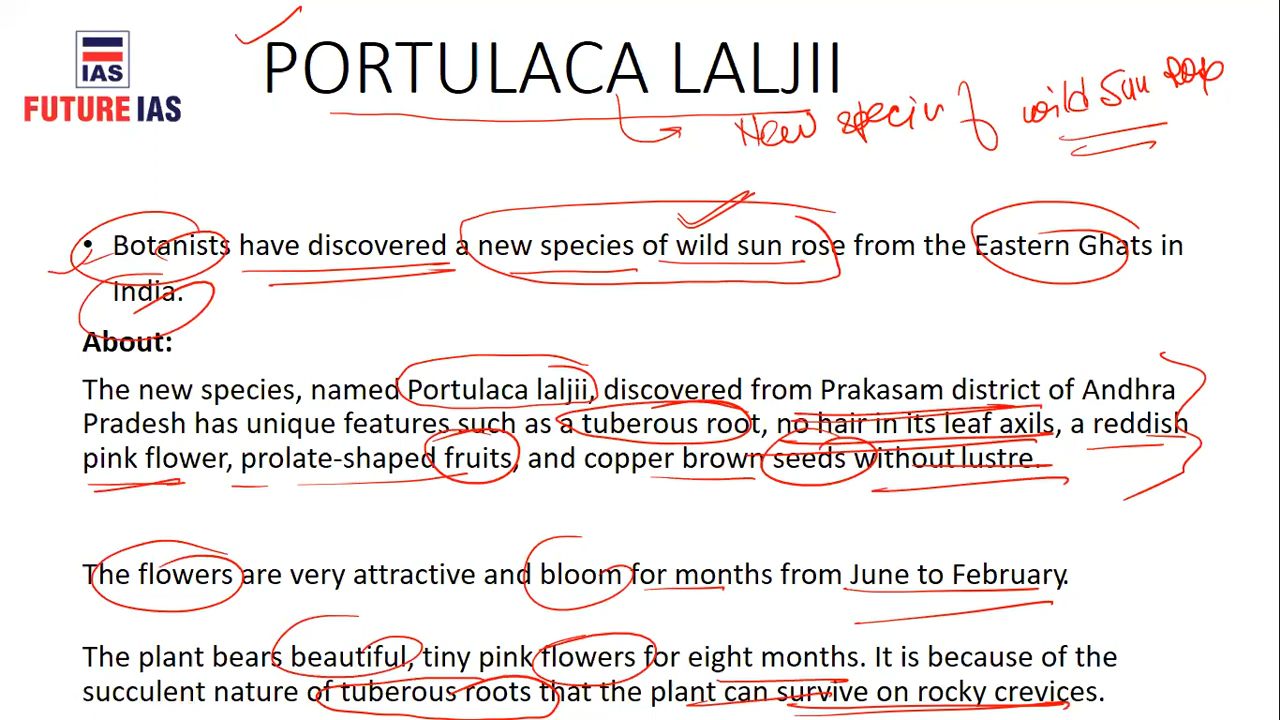 PORTULACA LALJII
IAS
FUTURE IAS
New species of wild Sun rose
• Botanists have discovered a new species of wild sun rose from the Eastern Ghats in
India.
About:
The new species, named Portulaca laljii, discovered from Prakasam district of Andhra
Pradesh has unique features such as a tuberous root, no hair in its leaf axils, a reddish
pink flower, prolate-shaped fruits, and copper brown seeds without lustre.
The flowers are very attractive and bloom for months from June to February.
The plant bears beautiful, tiny pink flowers for eight months. It is because of the
succulent nature of tuberous roots that the plant can survive on rocky crevices.